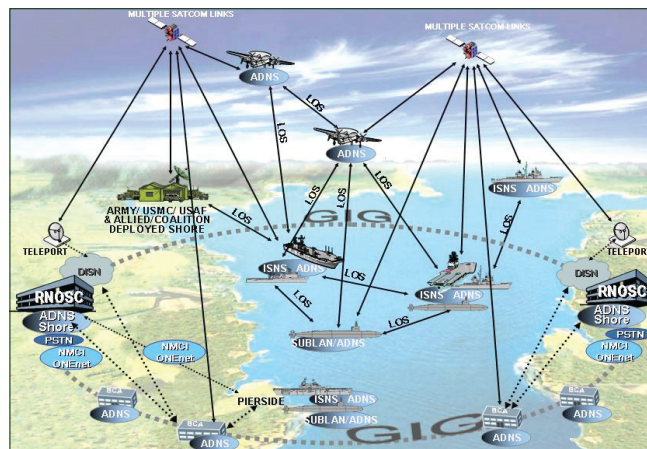 MULTIPLE SATCOM LINKS
MULTIPLE SATCOM LINKS
ADNS
LOS
LOS
ADNS
LOS
LOS
LOS
ISNS ADNS
LOS
ARMY/ USMC/ USAF
& ALLIED/COALITION
DEPLOYED SHORE
LOS
GIG
TELEPORT
TELEPORT
DISN
DISN
ISNS ADNS
LOS
ISNS ADNS
RNOSC
ADNS
Shore
PSTN
NMCI
ONEnet
NMCI
ONEnet
LOS
SUBLAN/ADNS
LOS
RNOSC
ADNS
Shore
PSTN
NMCI
ONEnet
PIERSIDE
ISNS ADNS
SUBLAN/ADNS
BCA
ADNS
BCA
ADNS
GIG
BCA
ADNS
BCA
ADNS